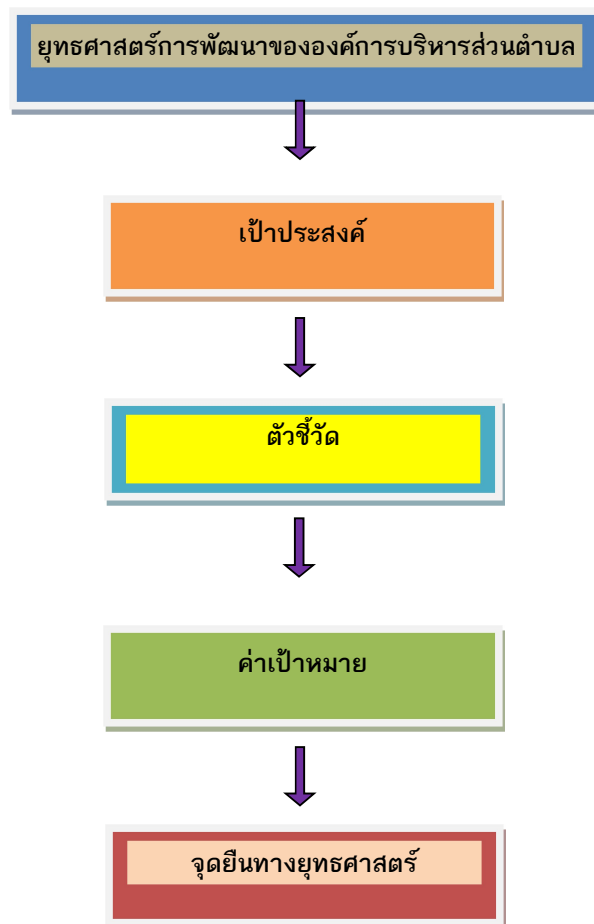 ยุทธศาสตร์การพัฒนาขององค์การบริหารส่วนตำบล
เป้าประสงค์
ตัวชี้วัด
ค่าเป้าหมาย
จุดยืนทางยุทธศาสตร์